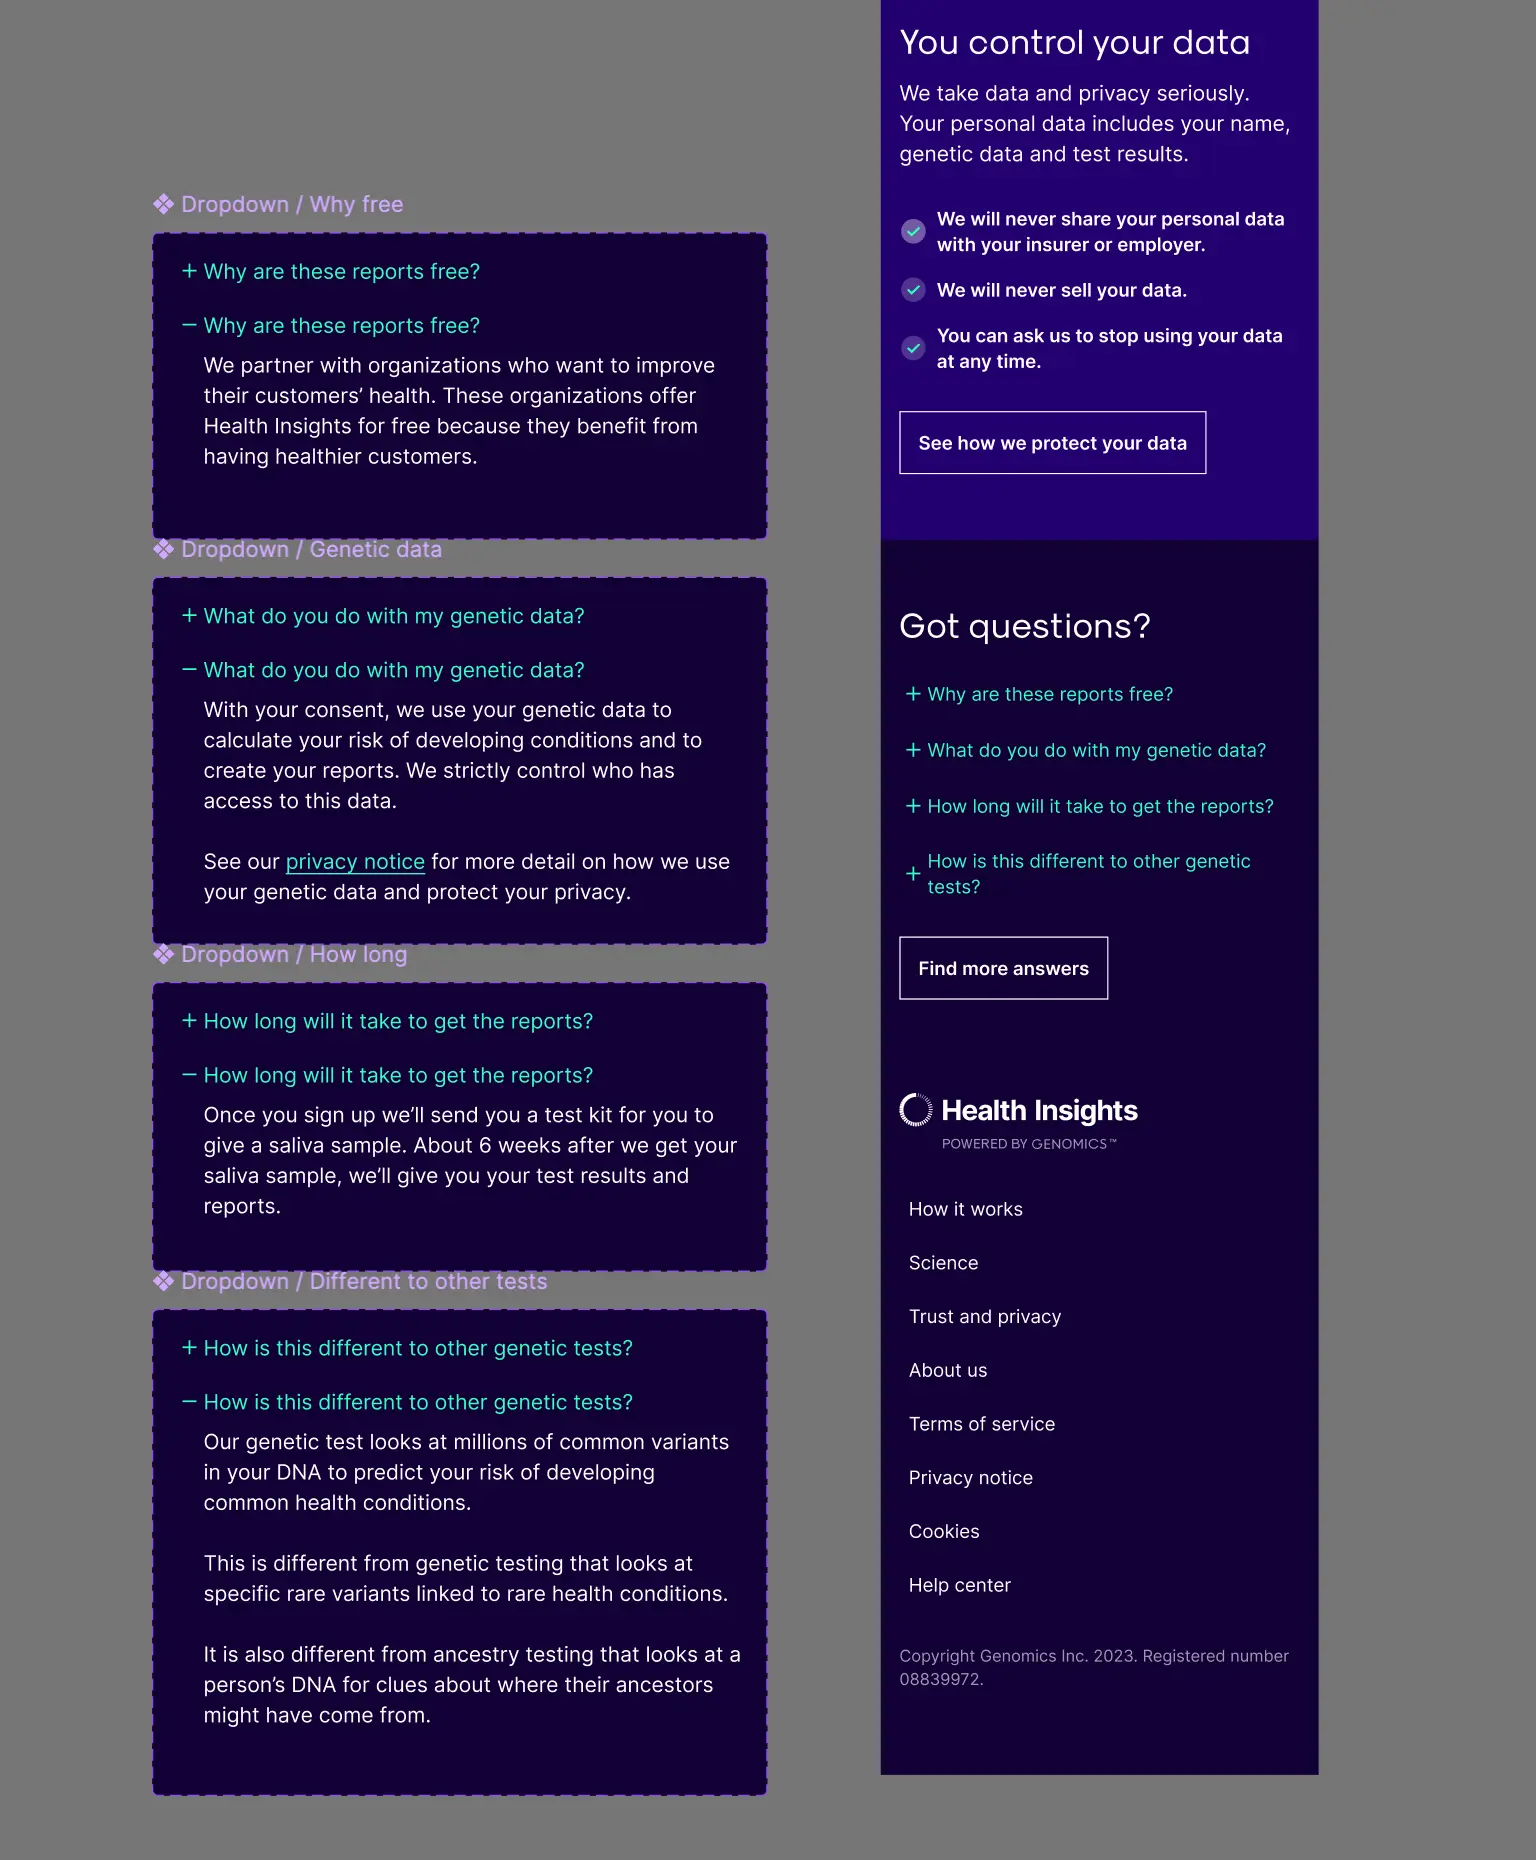 Dropdown / Why free
+ Why are these reports free?
− Why are these reports free?
We partner with organizations who want to improve
their customers’ health. These organizations offer
Health Insights for free because they benefit from
having healthier customers.
Dropdown / Genetic data
+ What do you do with my genetic data?
− What do you do with my genetic data?
With your consent, we use your genetic data to
calculate your risk of developing conditions and to
create your reports. We strictly control who has
access to this data.
See our privacy notice for more detail on how we use
your genetic data and protect your privacy.
Dropdown / How long
+ How long will it take to get the reports?
− How long will it take to get the reports?
Once you sign up we’ll send you a test kit for you to
give a saliva sample. About 6 weeks after we get your
saliva sample, we’ll give you your test results and
reports.
Dropdown / Different to other tests
+ How is this different to other genetic tests?
− How is this different to other genetic tests?
Our genetic test looks at millions of common variants
in your DNA to predict your risk of developing
common health conditions.
This is different from genetic testing that looks at
specific rare variants linked to rare health conditions.
It is also different from ancestry testing that looks at a
person’s DNA for clues about where their ancestors
might have come from.
You control your data
We take data and privacy seriously.
Your personal data includes your name,
genetic data and test results.
We will never share your personal data
with your insurer or employer.
We will never sell your data.
You can ask us to stop using your data
at any time.
See how we protect your data
Got questions?
+ Why are these reports free?
+ What do you do with my genetic data?
+ How long will it take to get the reports?
+ How is this different to other genetic
tests?
Find more answers
Health Insights
POWERED BY GENOMICS™
How it works
Science
Trust and privacy
About us
Terms of service
Privacy notice
Cookies
Help center
Copyright Genomics Inc. 2023. Registered number
08839972.